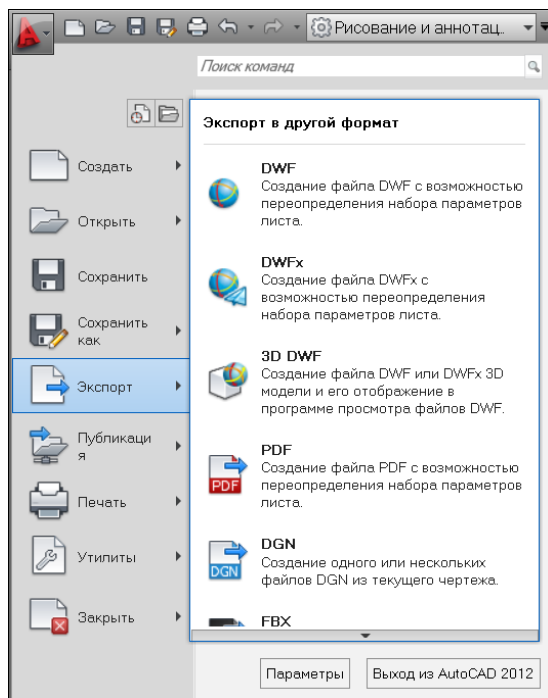 Рисование и аннотац..
Поиск команд
Экспорт в другой формат
Создать
Открыть
Сохранить
Сохранить
как
Экспорт
Публикаци
я
Печать
Утилиты
Закрыть
DWF
Создание файла DWF с возможностью
переопределения набора параметров
листа.
DWFx
Создание файла DWFx с
возможностью переопределения
набора параметров листа.
3D DWF
Создание файла DWF или DWFx 3D
модели и его отображение в
программе просмотра файлов DWF.
PDF
PDF
Создание файла PDF с возможностью
переопределения набора параметров
листа.
DGN
DGN
Создание одного или нескольких
файлов DGN из текущего чертежа.
FBX
Параметры
Выход из AutoCAD 2012